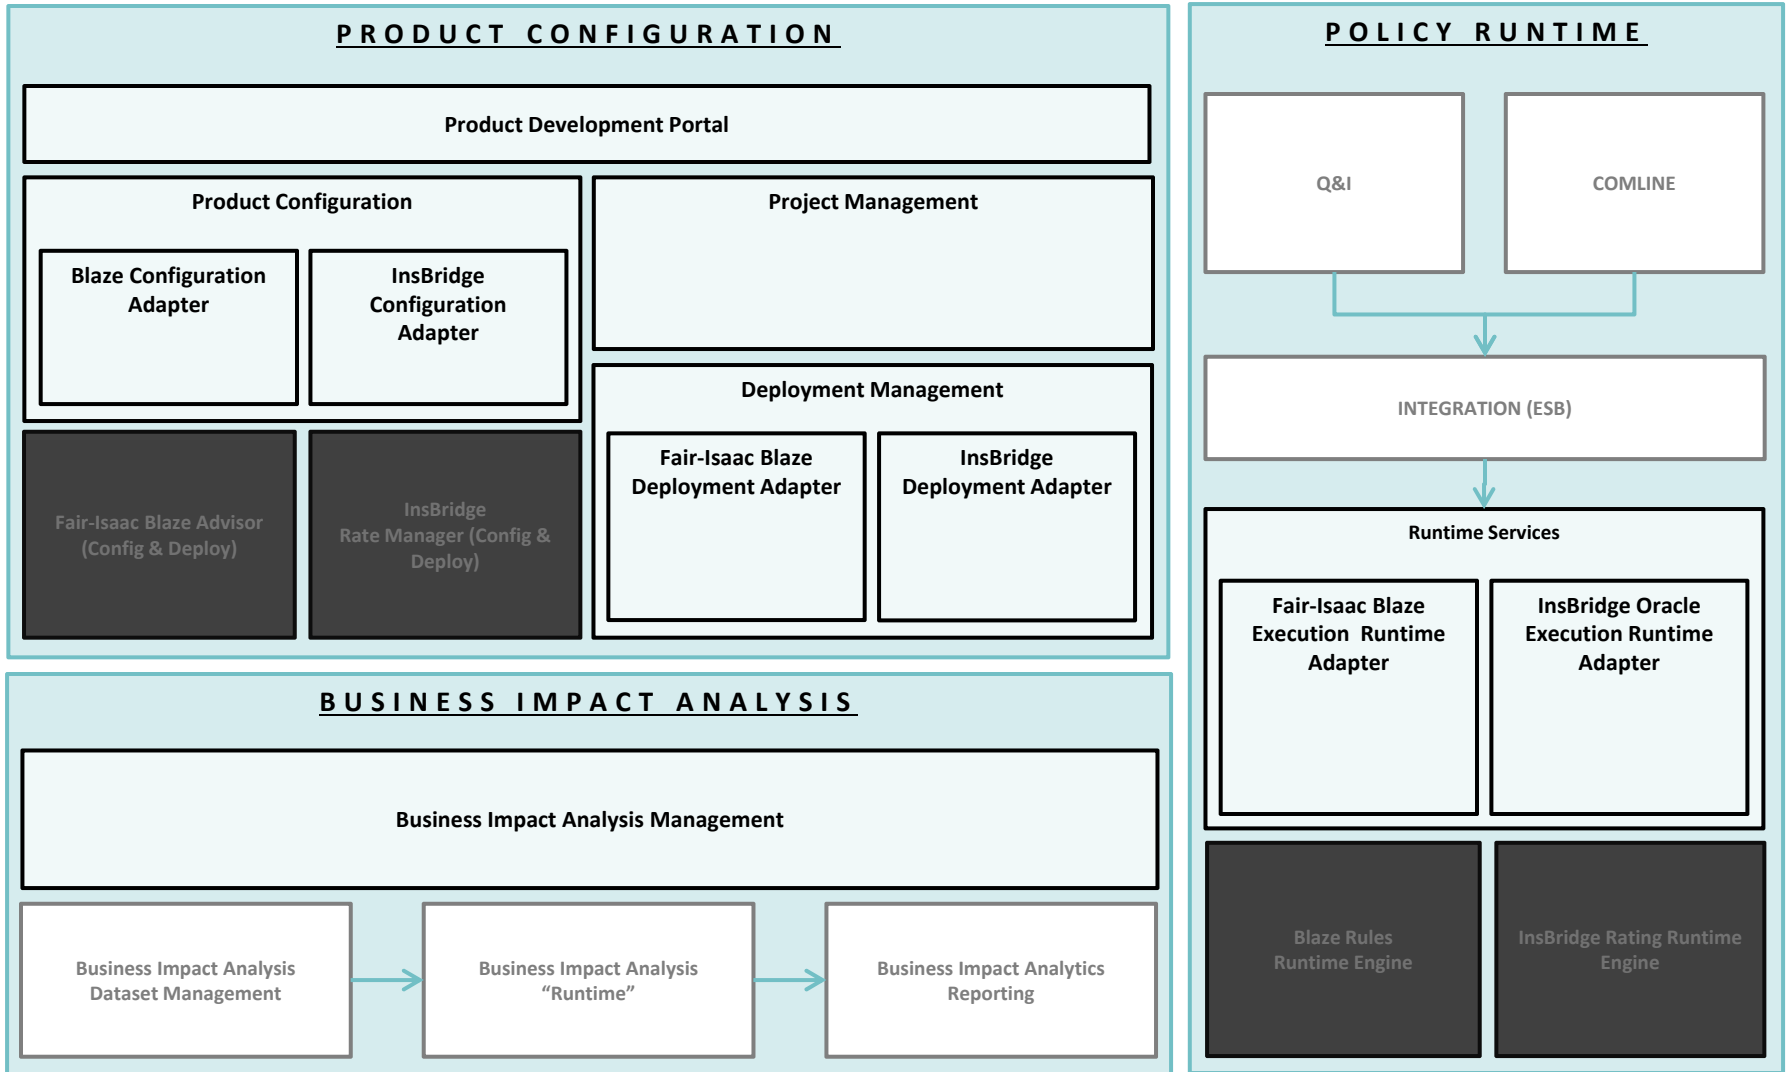 PRODUCT CONFIGURATION
Product Development Portal
Product Configuration
Blaze Configuration
Adapter
InsBridge
Configuration
Adapter
Project Management
Deployment Management
Fair-Isaac Blaze
Deployment Adapter
InsBridge
Deployment Adapter
Fair-Isaac Blaze Advisor
(Config & Deploy)
InsBridge
Rate Manager (Config &
Deploy)
BUSINESS IMPACT ANALYSIS
Business Impact Analysis Management
Business Impact Analysis
Dataset Management
Business Impact Analysis
“Runtime”
Business Impact Analytics
Reporting
POLICY RUNTIME
Q&I
COMLINE
INTEGRATION (ESB)
Runtime Services
Fair-Isaac Blaze
Execution Runtime
Adapter
InsBridge Oracle
Execution Runtime
Adapter
Blaze Rules
Runtime Engine
InsBridge Rating Runtime
Engine